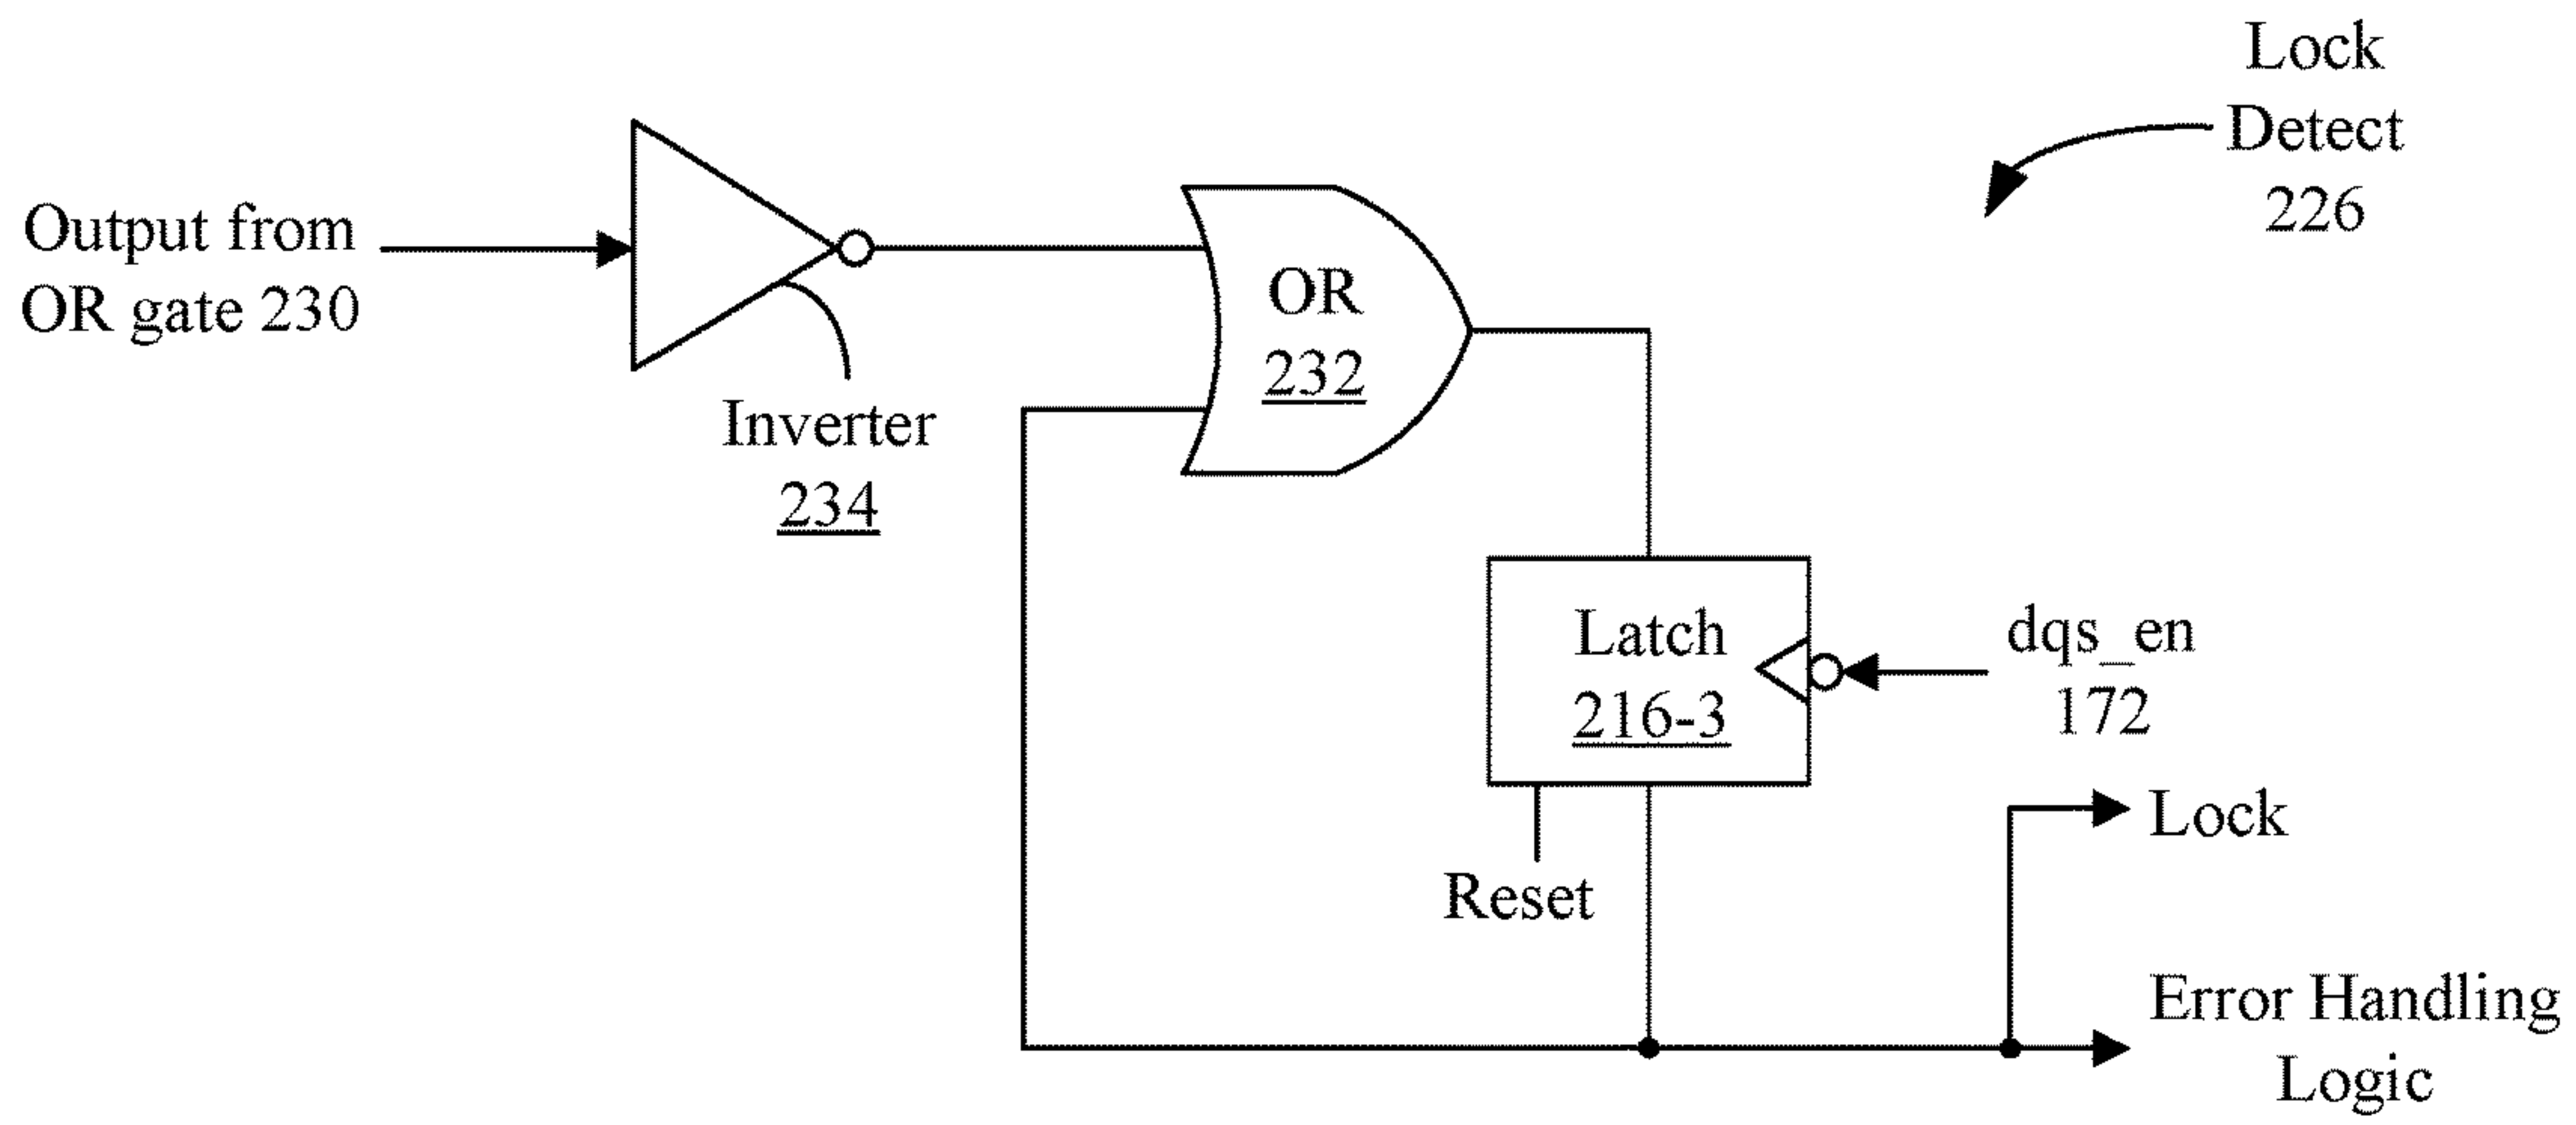 Lock
Detect
226
Output from
OR gate 230
OR
232
Inverter
234
Latch
216-3
dqs_en
172
Lock
Reset
Error Handling
Logic